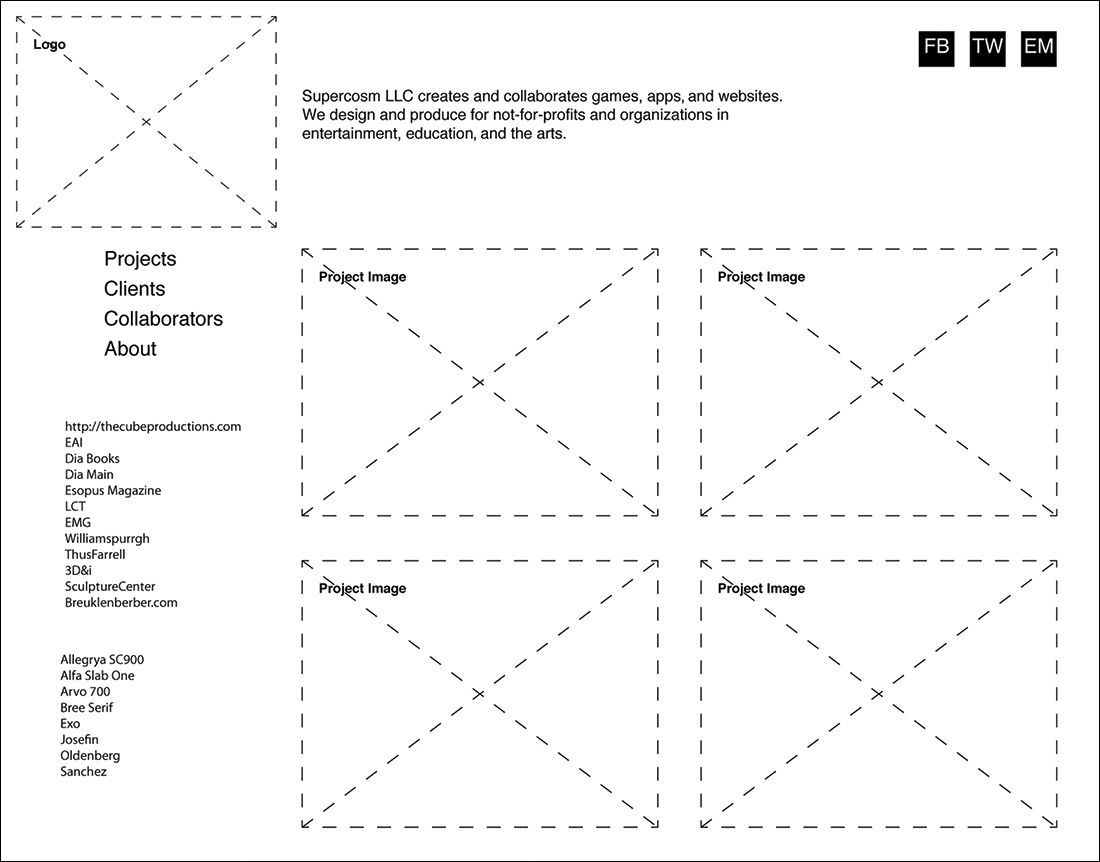 Logo
FB TW EM
Supercosm LLC creates and collaborates games, apps, and websites.
We design and produce for not-for-profits and organizations in
entertainment, education, and the arts.
Projects
Clients
Collaborators
About
http://thecubeproductions.com
EAI
Dia Books
Dia Main
Esopus Magazine
LCT
EMG
Williamspurrgh
ThusFarrell
3D&i
SculptureCenter
Breuklenberber.com
Allegrya SC900
Alfa Slab One
Arvo 700
Bree Serif
Exo
Josefin
Oldenberg
Sanchez
Project Image
Project Image
Project Image
Project Image